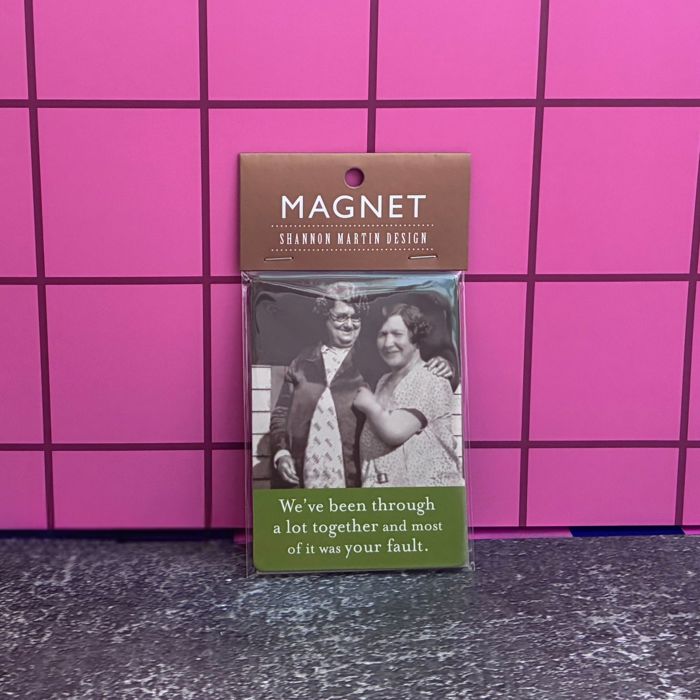 MAGNET
SHANNON MARTIN DESIGN
We've been through
a lot together and most
of it was your fault.